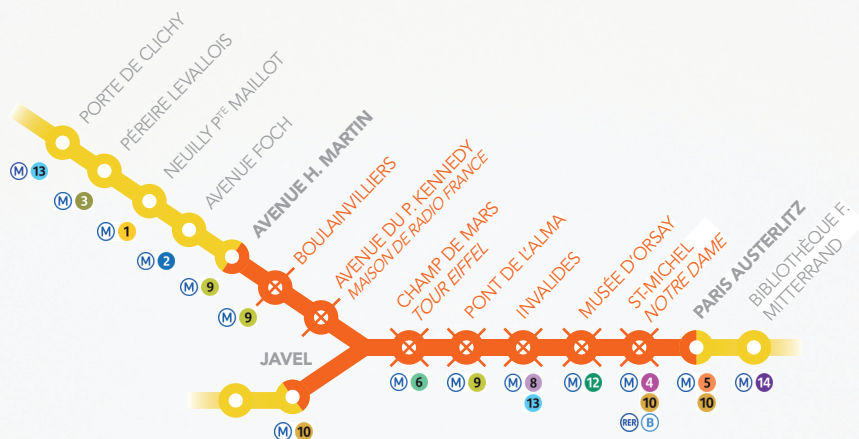 PORTE DE CLICHY
M 13
PÉREIRE LEVALLOIS
M 3
NEUILLY PTE MAILLOT
M 1
AVENUE FOCH
M 2
AVENUE H. MARTIN
M 9
BOULAINVILLIERS
M 9
AVENUE DU P. KENNEDY
MAISON DE RADIO FRANCE
JAVEL
M 10
CHAMP DE MARS
TOUR EIFFEL
M 6
PONT DE L'ALMA
M 9
INVALIDES
M 8
13
MUSÉE D'ORSAY
M 12
ST-MICHEL
NOTRE DAME
M 4
10
RER B
PARIS AUSTERLITZ
M 5
10
BIBLIOTHÈQUE F.
MITTERRAND
M 14